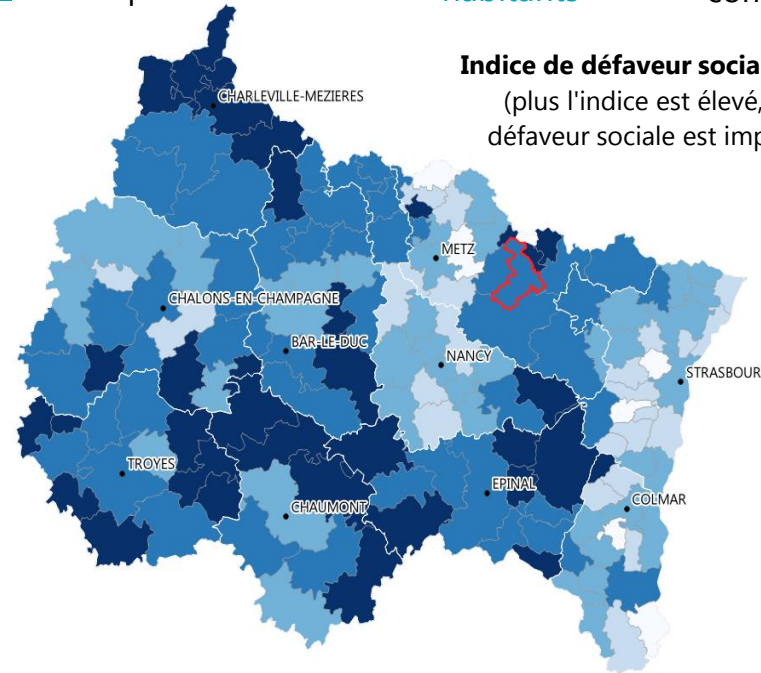 Indice de défaveur socia
(plus l'indice est élevé,
défaveur sociale est imp
CHARLEVILLE-MEZIERES
METZ
CHALONS-EN-CHAMPAGNE
BAR-LE-DUC
NANCY
STRASBOUR
TROYES
EPINAL
CHAUMONT
COLMAR